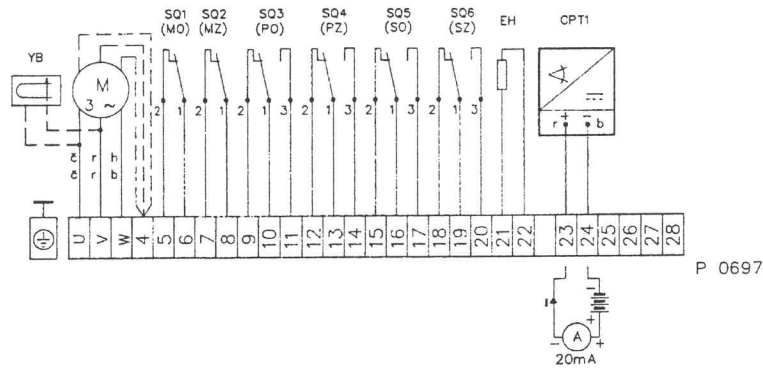 SQ1 SQ2 SQ3 SQ4 SQ5 SQ6 EH CPT1
(MO) (MZ) (PO) (PZ) (SO) (SZ)
YB
M
3 ~
2 1 2 1 2 1 3 2 1 3 2 1 3 2 1 3
r + − b
č r h
č r b
U V W 4 5 6 7 8 9 10 11 12 13 14 15 16 17 18 19 20 21 22 23 24 25 26 27 28
P 0697
I
−
+
− A +
20mA